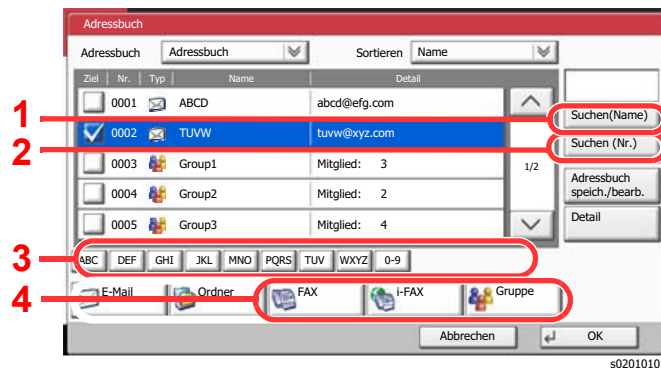 Adressbuch
Adressbuch Adressbuch Sortieren Name
Ziel Nr. Typ Name Detail
0001 ABCD abcd@efg.com
1 Suchen(Name)
0002 TUVW tuvw@xyz.com
2 Suchen (Nr.)
0003 Group1 Mitglied: 3 1/2
Adressbuch
speich./bearb.
0004 Group2 Mitglied: 2
Detail
0005 Group3 Mitglied: 4
3 ABC DEF GHI JKL MNO PQRS TUV WXYZ 0-9
4 E-Mail Ordner FAX i-FAX Gruppe
Abbrechen OK
s0201010